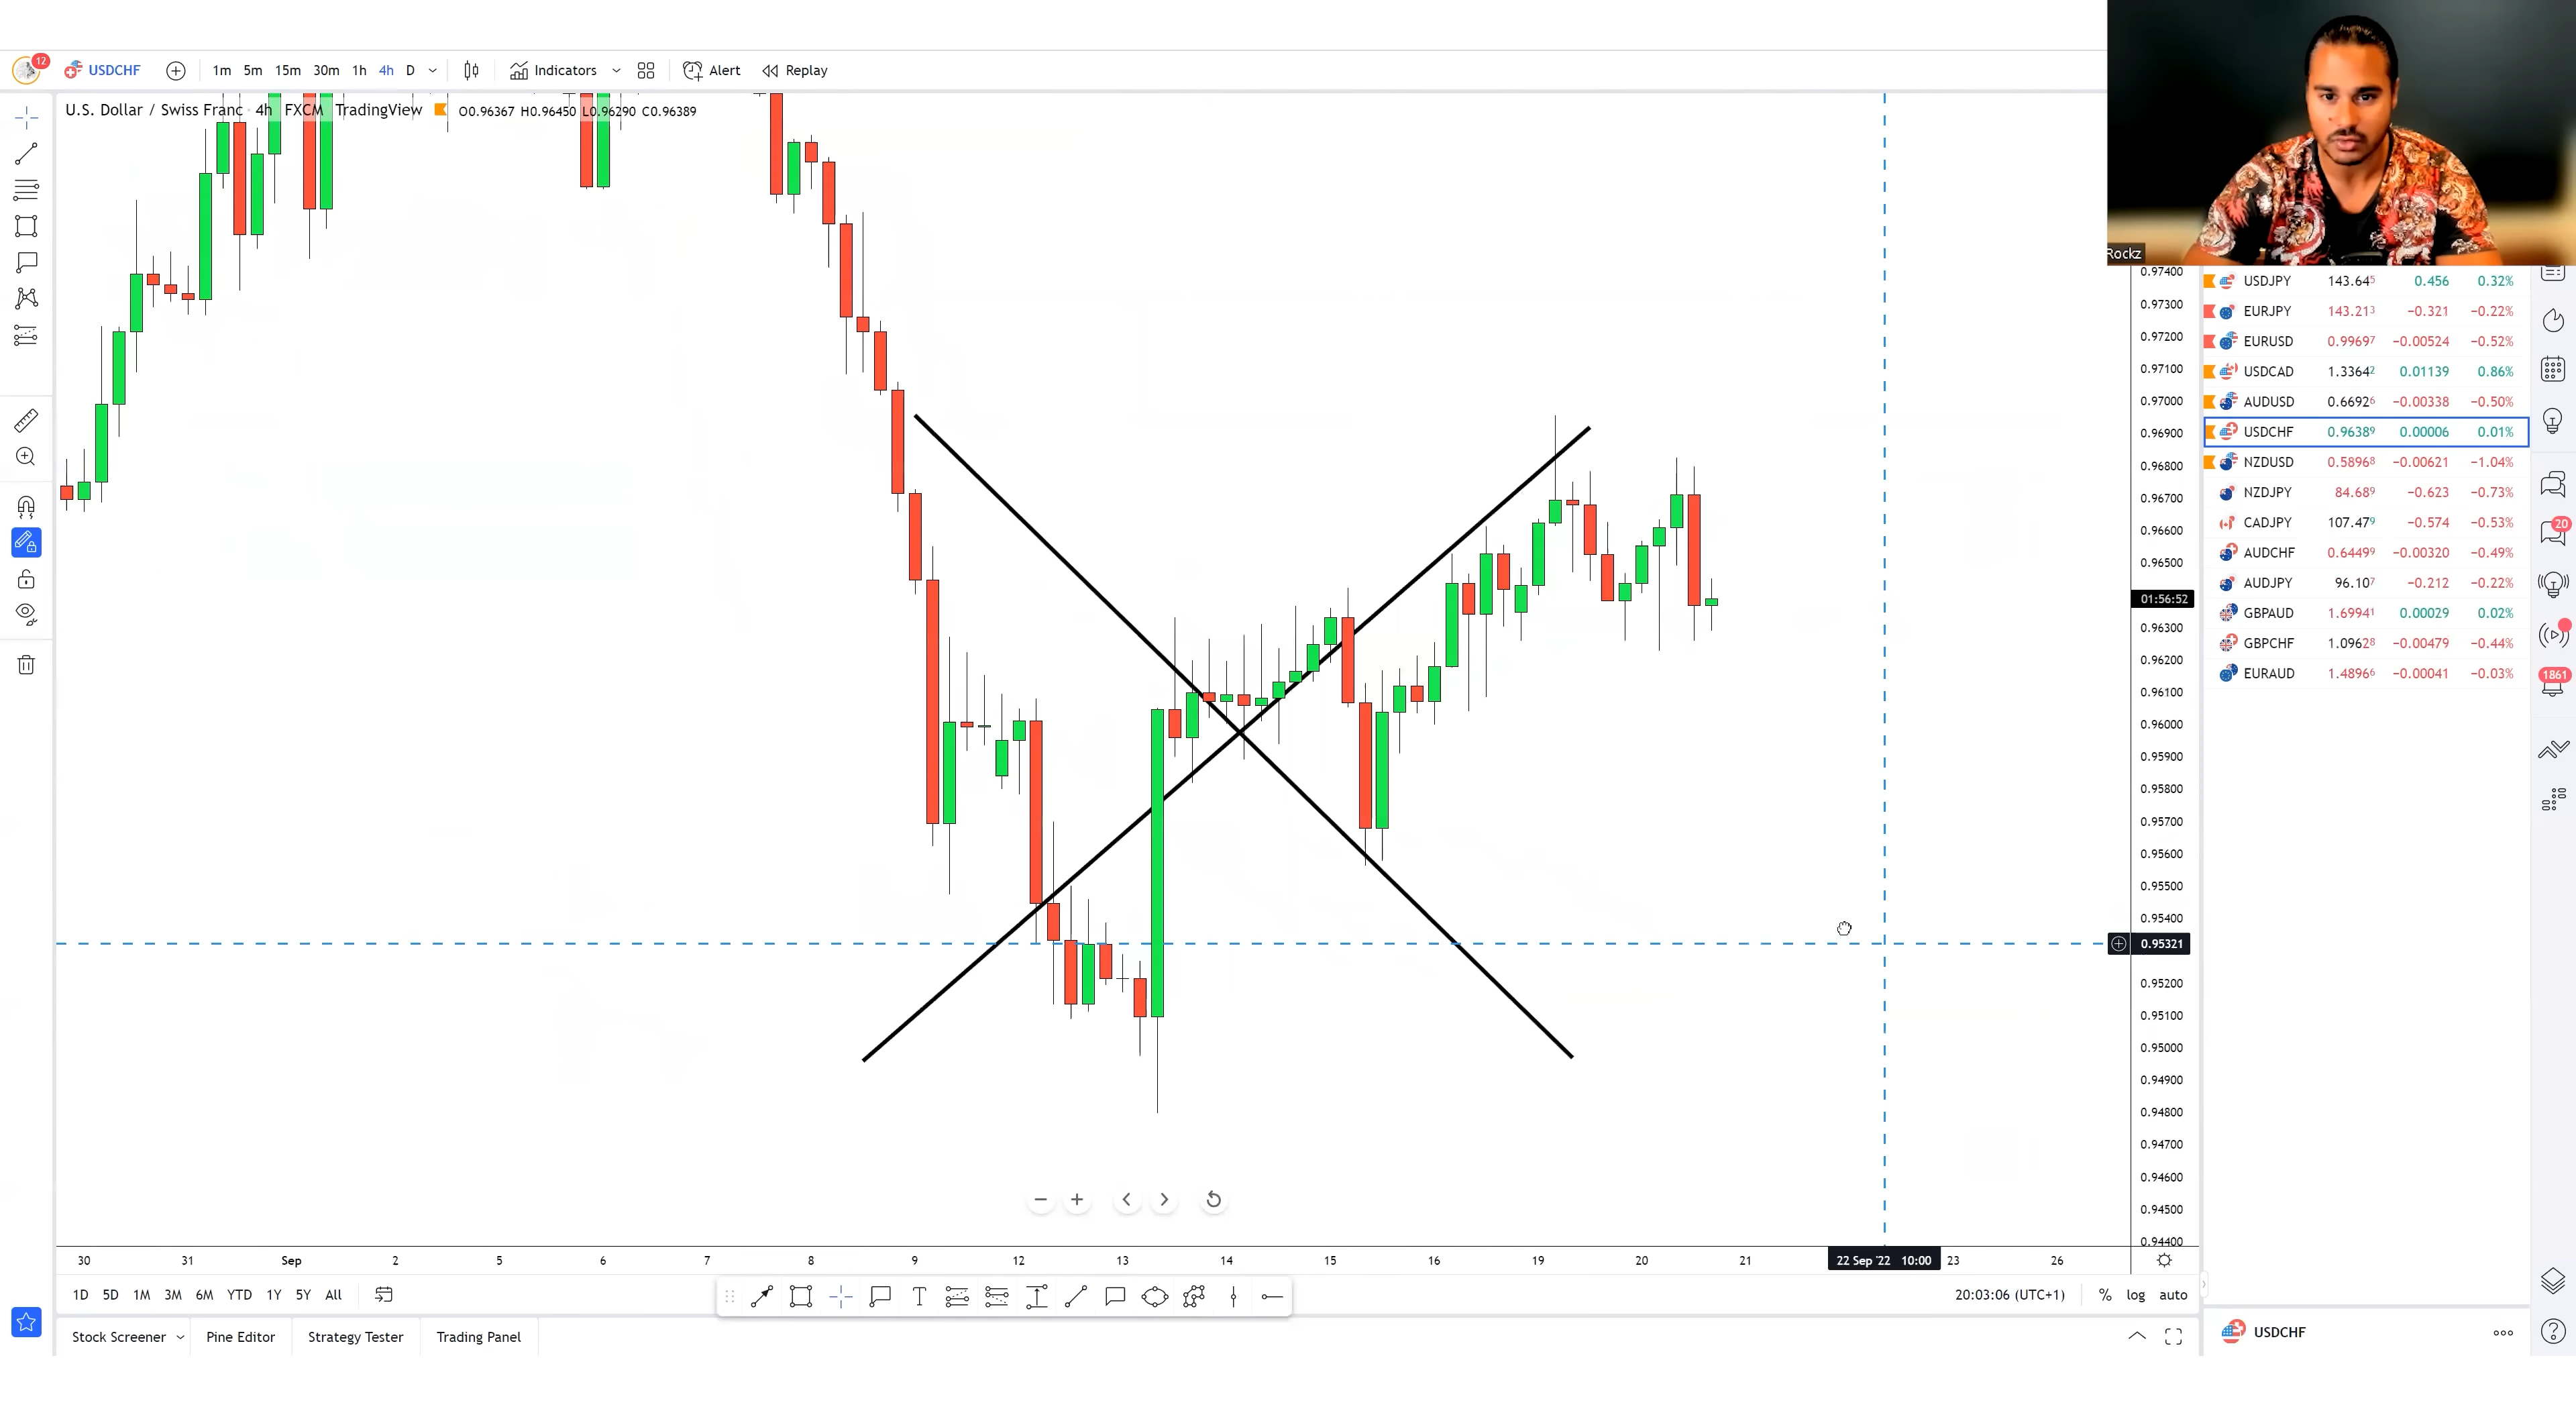 12 USDCHF 1m 5m 15m 30m 1h 4h D Indicators Alert Replay
U.S. Dollar / Swiss Franc · 4h FXCM TradingView O0.96367 H0.96450 L0.96290 C0.96389
Rockz
0.97400
0.97300
0.97200
0.97100
0.97000
0.96900
0.96800
0.96700
0.96600
0.96500
01:56:52
0.96300
0.96200
0.96100
0.96000
0.95900
0.95800
0.95700
0.95600
0.95500
0.95400
0.95321
0.95200
0.95100
0.95000
0.94900
0.94800
0.94700
0.94600
0.94500
0.94400
USDJPY 143.645 0.456 0.32%
EURJPY 143.213 −0.321 −0.22%
EURUSD 0.99697 −0.00524 −0.52%
USDCAD 1.33642 0.01139 0.86%
AUDUSD 0.66926 −0.00338 −0.50%
USDCHF 0.96389 0.00006 0.01%
NZDUSD 0.58968 −0.00621 −1.04%
NZDJPY 84.689 −0.623 −0.73%
CADJPY 107.479 −0.574 −0.53%
AUDCHF 0.64499 −0.00320 −0.49%
AUDJPY 96.107 −0.212 −0.22%
GBPAUD 1.69941 0.00029 0.02%
GBPCHF 1.09628 −0.00479 −0.44%
EURAUD 1.48966 −0.00041 −0.03%
20
1861
30 31 Sep 2 5 6 7 8 9 12 13 14 15 16 19 20 21 22 Sep '22 10:00 23 26
1D 5D 1M 3M 6M YTD 1Y 5Y All T 20:03:06 (UTC+1) % log auto
Stock Screener Pine Editor Strategy Tester Trading Panel USDCHF